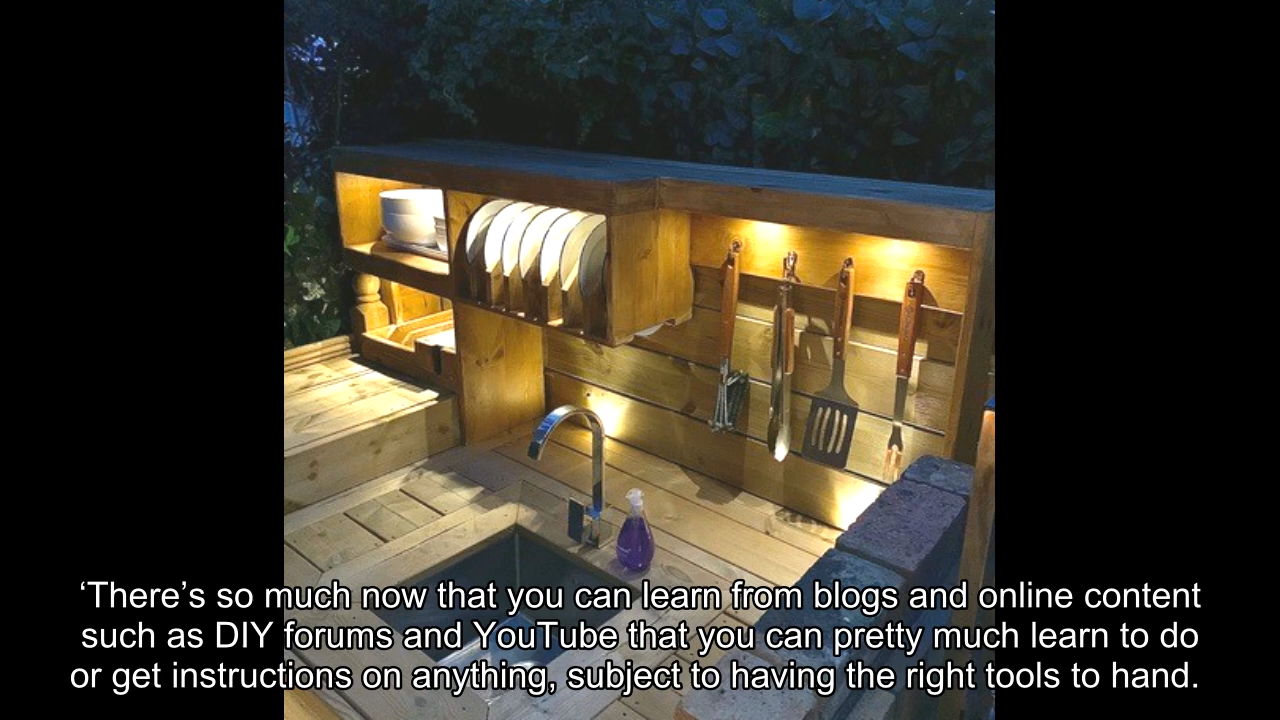 ‘There’s so much now that you can learn from blogs and online content
such as DIY forums and YouTube that you can pretty much learn to do
or get instructions on anything, subject to having the right tools to hand.